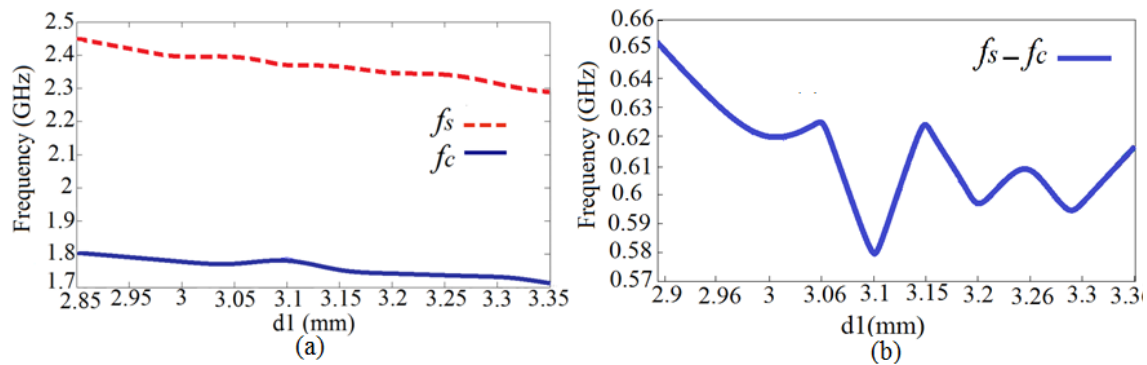 2.5
2.4
2.3
2.2
2.1
2
1.9
1.8
1.7
Frequency (GHz)
fs
fc
2.85 2.95 3 3.05 3.1 3.15 3.2 3.25 3.3 3.35
d1 (mm)
(a)
0.66
0.65
0.64
0.63
0.62
0.61
0.6
0.59
0.58
0.57
Frequency (GHz)
fs – fc
2.9 2.96 3 3.06 3.1 3.15 3.2 3.26 3.3 3.36
d1(mm)
(b)